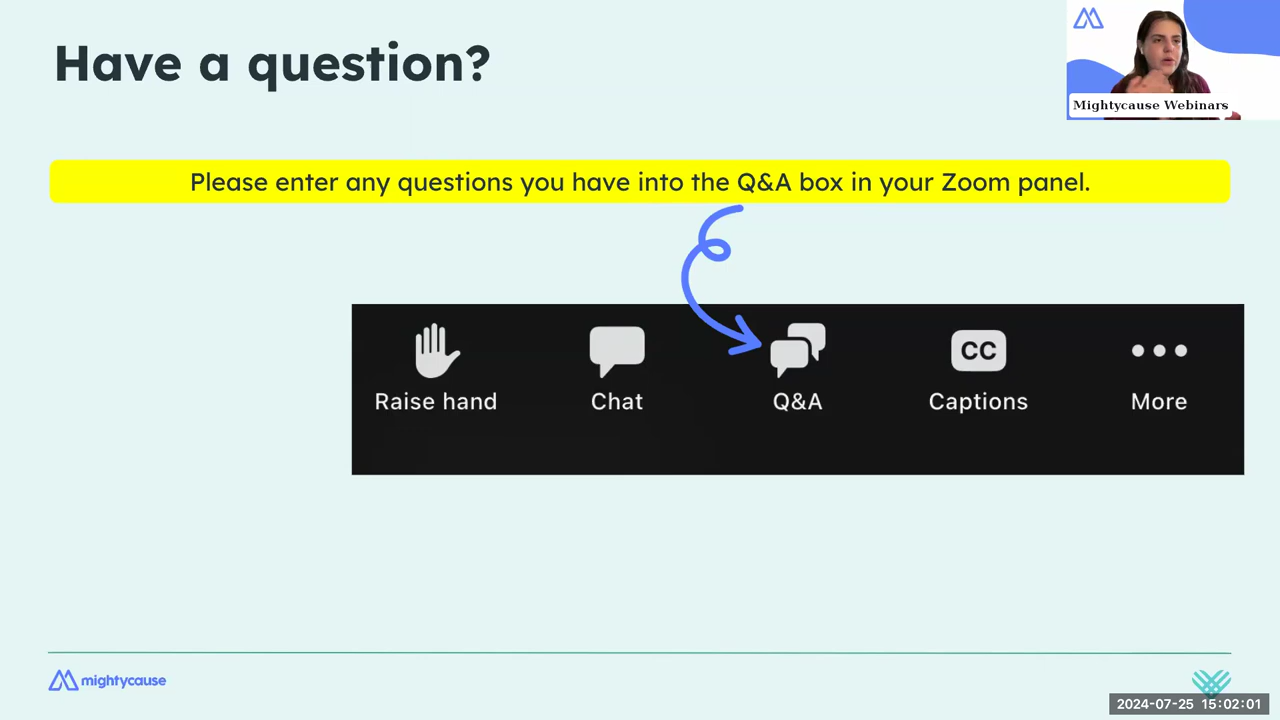 Have a question?
Mightycause Webinars
Please enter any questions you have into the Q&A box in your Zoom panel.
CC
Raise hand
Chat
Q&A
Captions
More
mightycause
2024-07-25 15:02:01